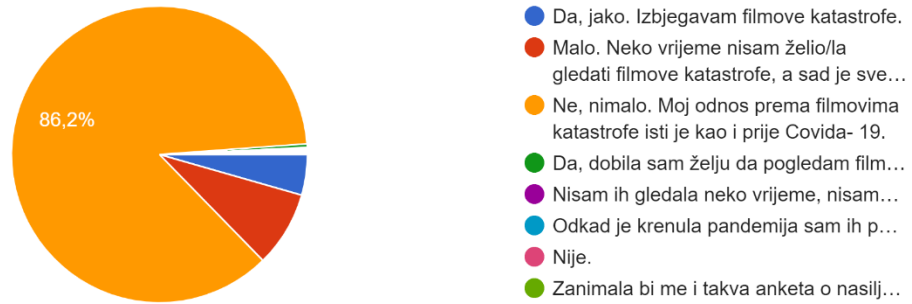 86,2%
Da, jako. Izbjegavam filmove katastrofe.
Malo. Neko vrijeme nisam želio/la
gledati filmove katastrofe, a sad je sve…
Ne, nimalo. Moj odnos prema filmovima
katastrofe isti je kao i prije Covida- 19.
Da, dobila sam želju da pogledam film…
Nisam ih gledala neko vrijeme, nisam…
Odkad je krenula pandemija sam ih p…
Nije.
Zanimala bi me i takva anketa o nasilj…